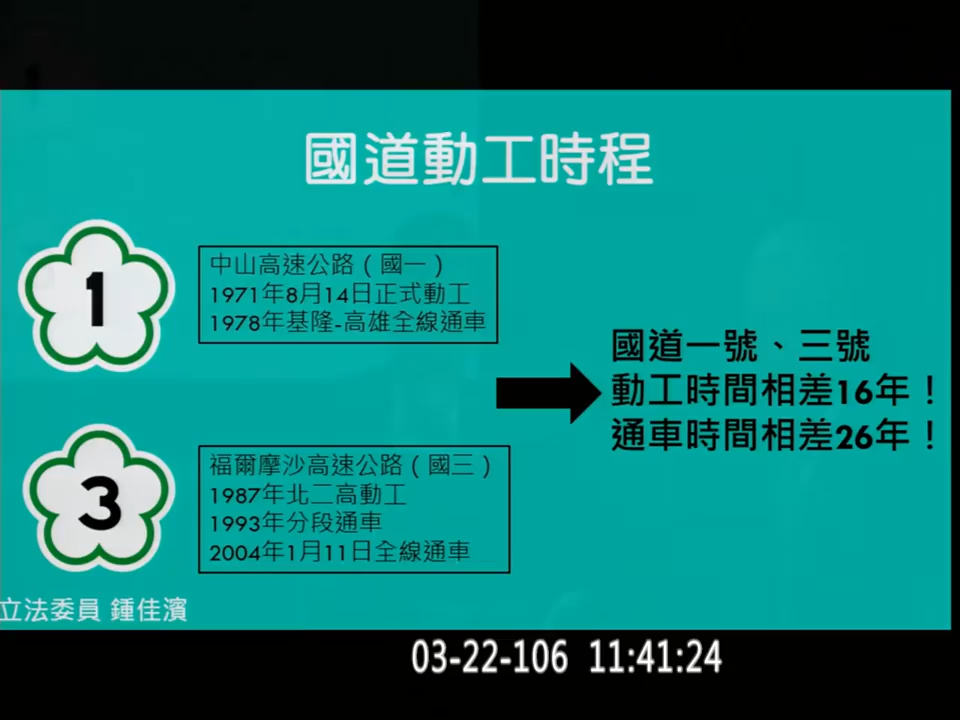 國道動工時程
1
中山高速公路（國一）
1971年8月14日正式動工
1978年基隆-高雄全線通車
國道一號、三號
動工時間相差16年！
通車時間相差26年！
3
福爾摩沙高速公路（國三）
1987年北二高動工
1993年分段通車
2004年1月11日全線通車
立法委員 鍾佳濱
03-22-106 11:41:24